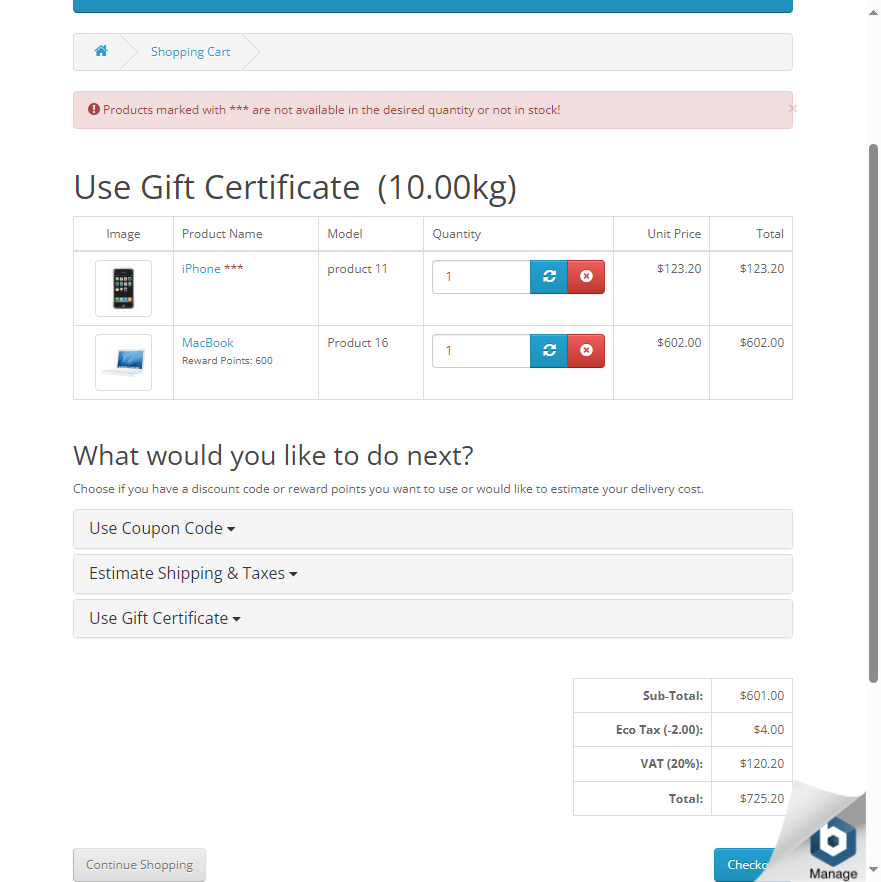 Shopping Cart
Products marked with *** are not available in the desired quantity or not in stock!
×
Use Gift Certificate (10.00kg)
Image Product Name Model Quantity Unit Price Total
iPhone *** product 11 1 $123.20 $123.20
MacBook Product 16 1 $602.00 $602.00
Reward Points: 600
What would you like to do next?
Choose if you have a discount code or reward points you want to use or would like to estimate your delivery cost.
Use Coupon Code
Estimate Shipping & Taxes
Use Gift Certificate
Sub-Total: $601.00
Eco Tax (-2.00): $4.00
VAT (20%): $120.20
Total: $725.20
Continue Shopping Checko
b
Manage